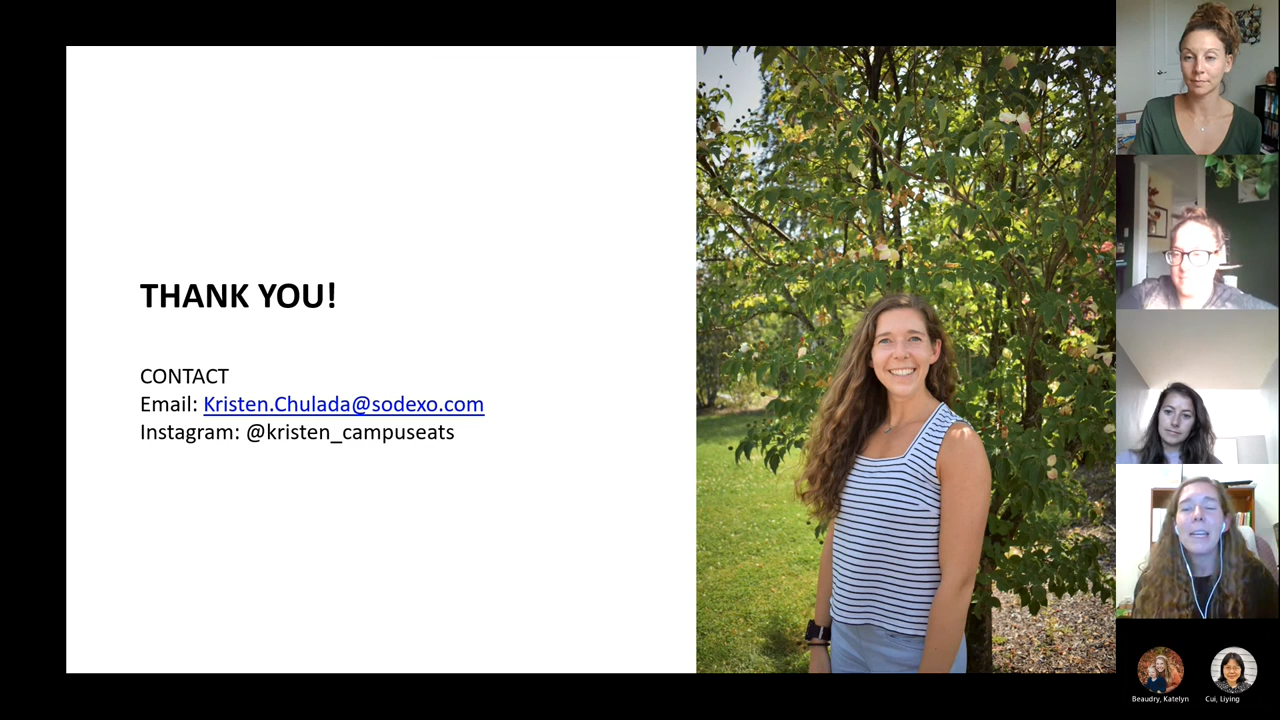 THANK YOU!
CONTACT
Email: Kristen.Chulada@sodexo.com
Instagram: @kristen_campuseats
Beaudry, Katelyn
Cui, Liying